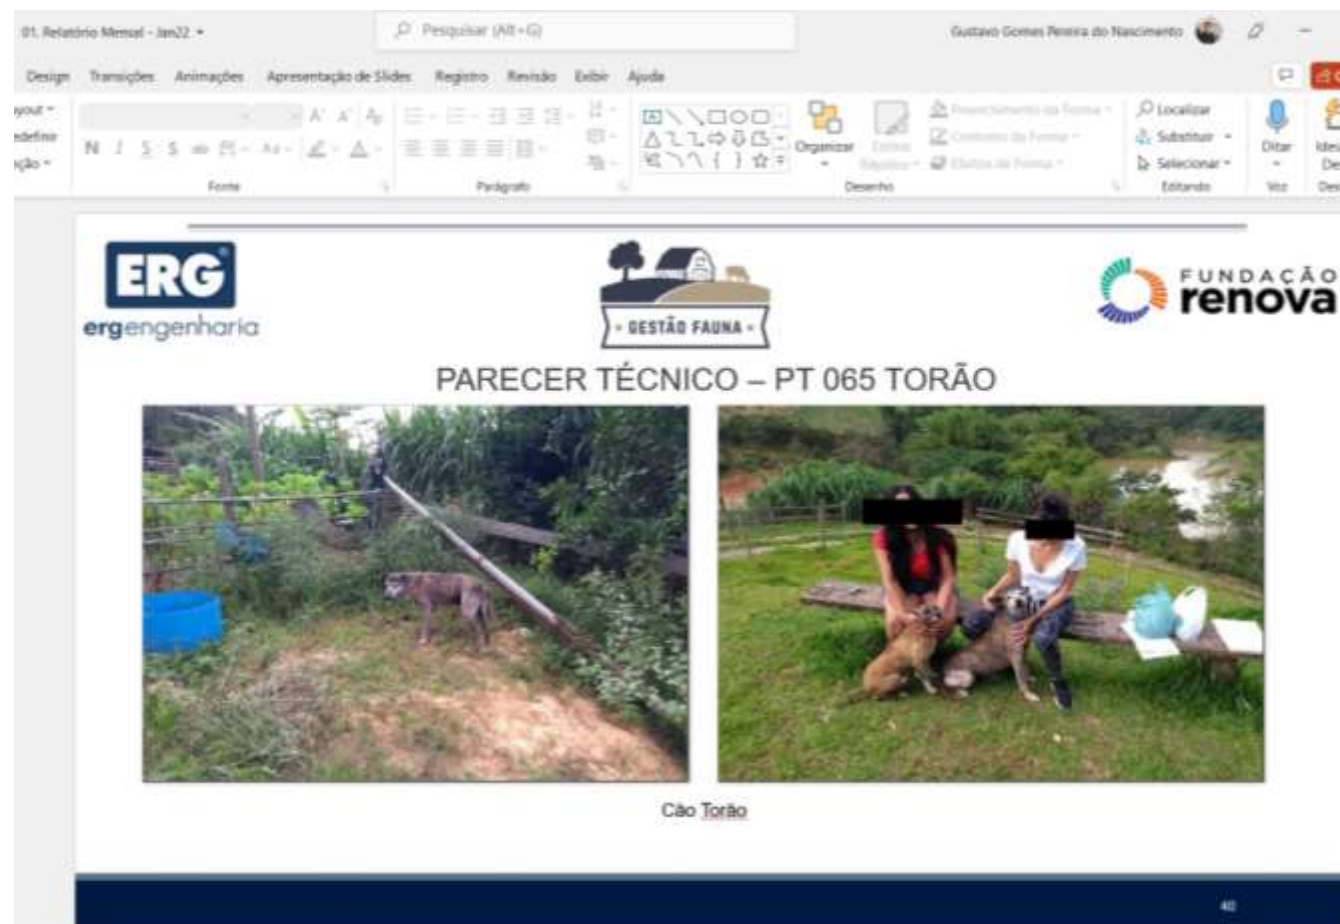 01. Relatório Mensal - Jan22
Pesquisar (Alt+G)
Gustavo Gomes Pereira do Nascimento
Design Transições Animações Apresentação de Slides Registro Revisão Exibir Ajuda
Organizar
Localizar
Substituir
Selecionar
Ditar
Fonte
Parágrafo
Desenho
Editando
Voz
ERG
ergengenharia
GESTÃO FAUNA
FUNDAÇÃO
renova
PARECER TÉCNICO – PT 065 TORÃO
Cão Torão
40